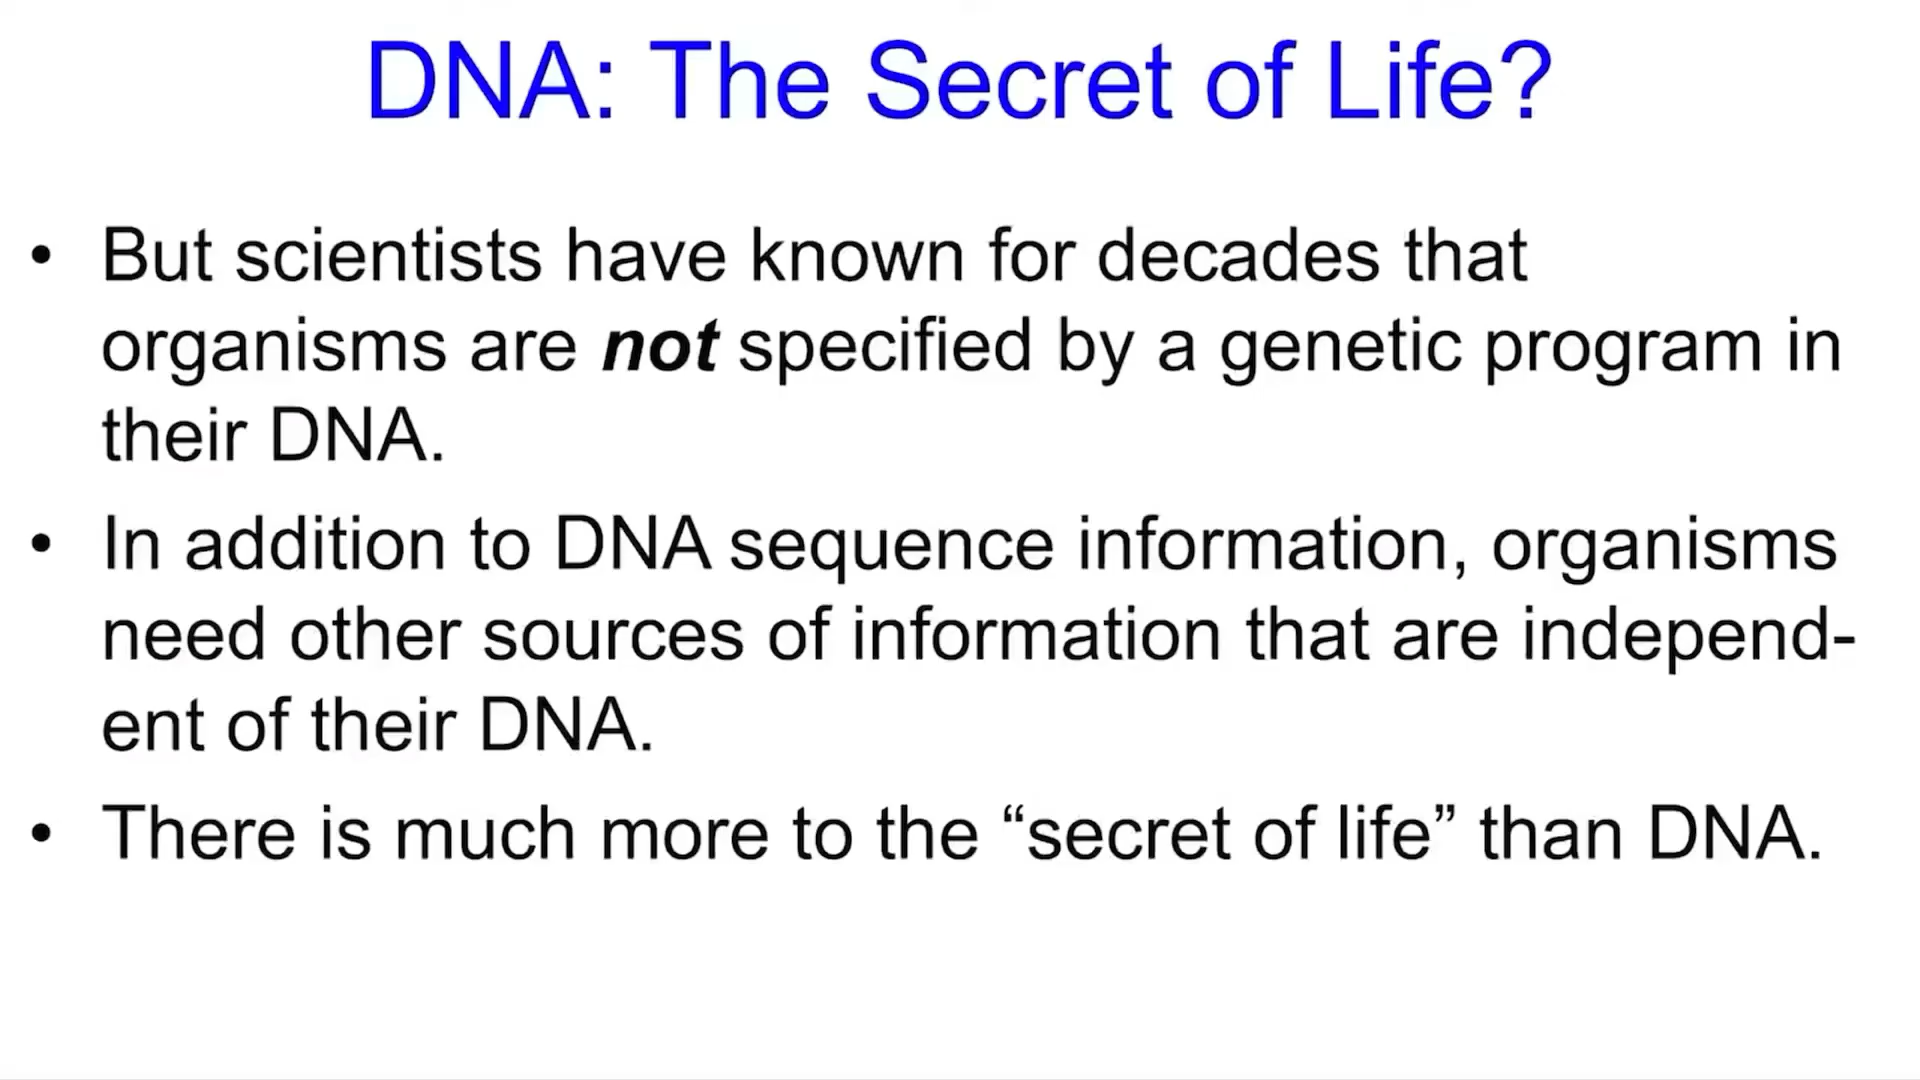 DNA: The Secret of Life?
• But scientists have known for decades that
organisms are not specified by a genetic program in
their DNA.
• In addition to DNA sequence information, organisms
need other sources of information that are independ-
ent of their DNA.
• There is much more to the “secret of life” than DNA.